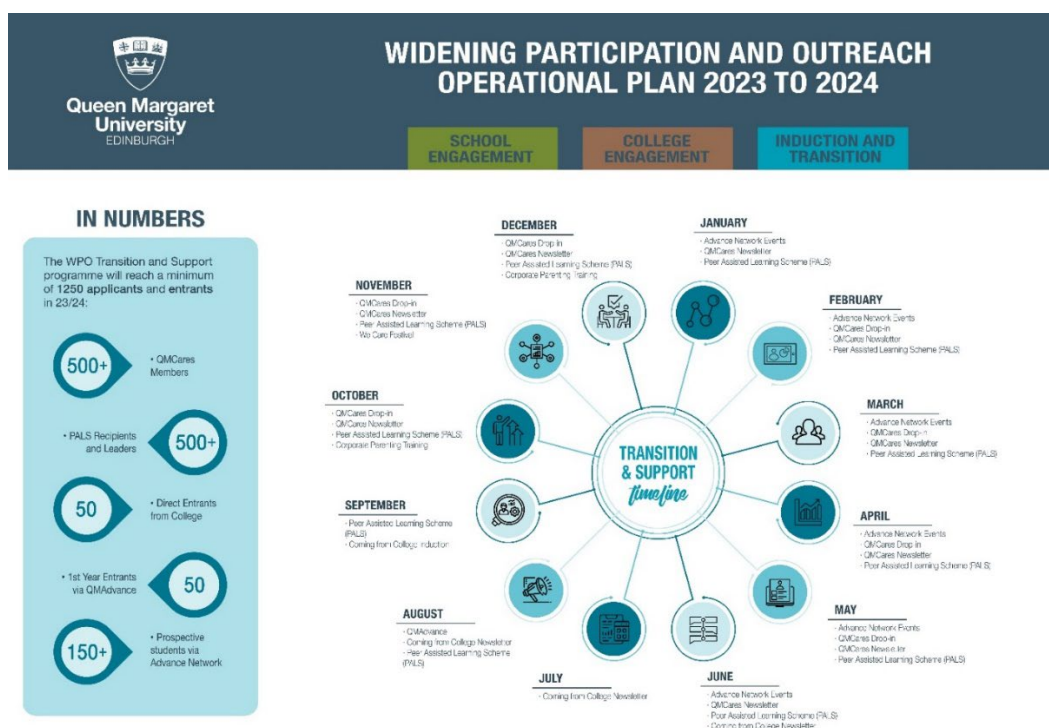 Queen Margaret
University
EDINBURGH
WIDENING PARTICIPATION AND OUTREACH
OPERATIONAL PLAN 2023 TO 2024
SCHOOL
ENGAGEMENT
COLLEGE
ENGAGEMENT
INDUCTION AND
TRANSITION
IN NUMBERS
The WPO Transition and Support
programme will reach a minimum
of 1250 applicants and entrants
in 23/24:
500+
• QMCares
Members
• PALS Recipients
and Leaders
500+
50
• Direct Entrants
from College
• 1st Year Entrants
via QMAdvance
50
150+
• Prospective
students via
Advance Network
TRANSITION
& SUPPORT
timeline
JANUARY
- Advance Network Events
- QMCares Newsletter
- Peer Assisted Learning Scheme (PALS)
FEBRUARY
- Advance Network Events
- QMCares Drop-in
- QMCares Newsletter
- Peer Assisted Learning Scheme (PALS)
MARCH
- Advance Network Events
- QMCares Drop-in
- QMCares Newsletter
- Peer Assisted Learning Scheme (PALS)
APRIL
- Advance Network Events
- QMCares Drop-in
- QMCares Newsletter
- Peer Assisted Learning Scheme (PALS)
MAY
- Advance Network Events
- QMCares Drop-in
- QMCares Newsletter
- Peer Assisted Learning Scheme (PALS)
JUNE
- Advance Network Events
- QMCares Newsletter
- Peer Assisted Learning Scheme (PALS)
- Coming from College Newsletter
JULY
- Coming from College Newsletter
AUGUST
- QMAdvance
- Coming from College Newsletter
- Peer Assisted Learning Scheme
(PALS)
SEPTEMBER
- Peer Assisted Learning Scheme
(PALS)
- Coming from College Induction
OCTOBER
- QMCares Drop-in
- QMCares Newsletter
- Peer Assisted Learning Scheme (PALS)
- Corporate Parenting Training
NOVEMBER
- QMCares Drop-in
- QMCares Newsletter
- Peer Assisted Learning Scheme (PALS)
- We Care Festival
DECEMBER
- QMCares Drop-in
- QMCares Newsletter
- Peer Assisted Learning Scheme (PALS)
- Corporate Parenting Training